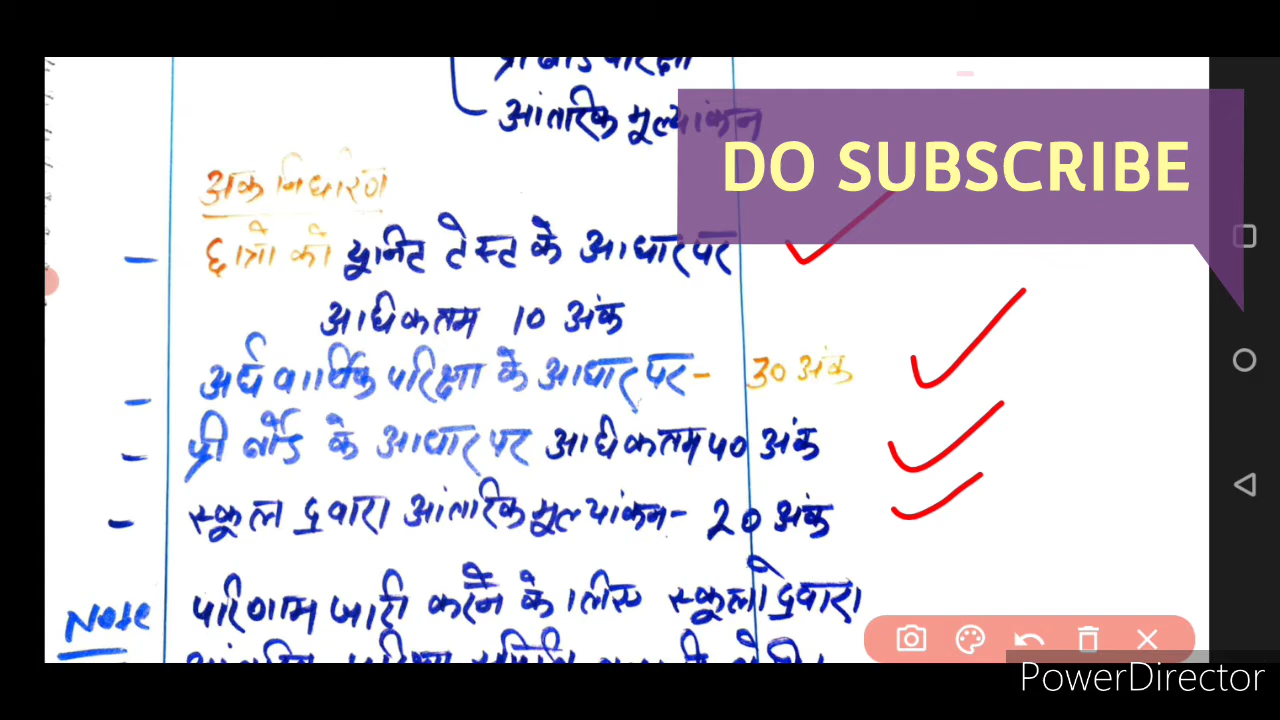 आंतरिक मूल्यांकन
DO SUBSCRIBE
अंक निर्धारण
- छात्रों को यूनिट टेस्ट के आधार पर
अधिकतम 10 अंक
- अर्ध वार्षिक परिक्षा के आधार पर - 30 अंक
- प्री बोर्ड के आधार पर अधिकतम 40 अंक
- स्कूल द्वारा आंतरिक मूल्यांकन - 20 अंक
Note परिणाम जारी करने के लिए स्कूलों द्वारा
PowerDirector